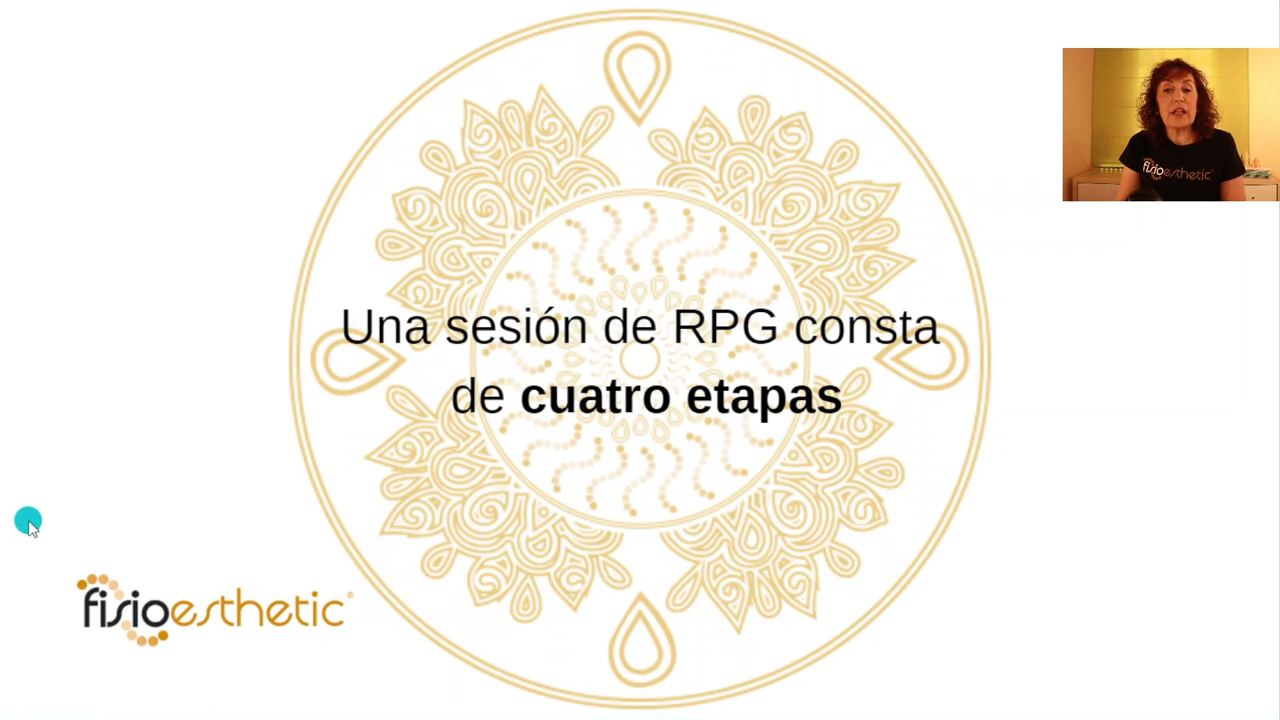 Una sesión de RPG consta
de cuatro etapas
fisioesthetic
fisioesthetic®